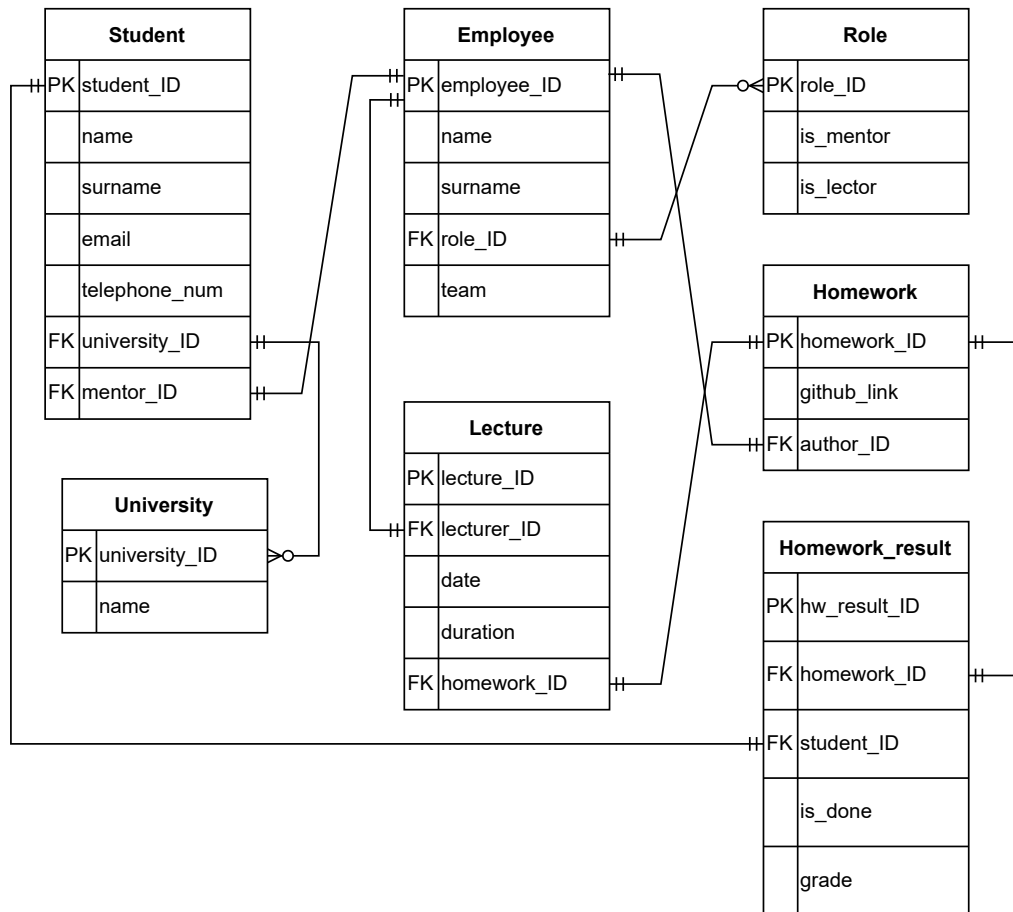 Student
PK student_ID
name
surname
email
telephone_num
FK university_ID
FK mentor_ID
University
PK university_ID
name
Employee
PK employee_ID
name
surname
FK role_ID
team
Lecture
PK lecture_ID
FK lecturer_ID
date
duration
FK homework_ID
Role
PK role_ID
is_mentor
is_lector
Homework
PK homework_ID
github_link
FK author_ID
Homework_result
PK hw_result_ID
FK homework_ID
FK student_ID
is_done
grade